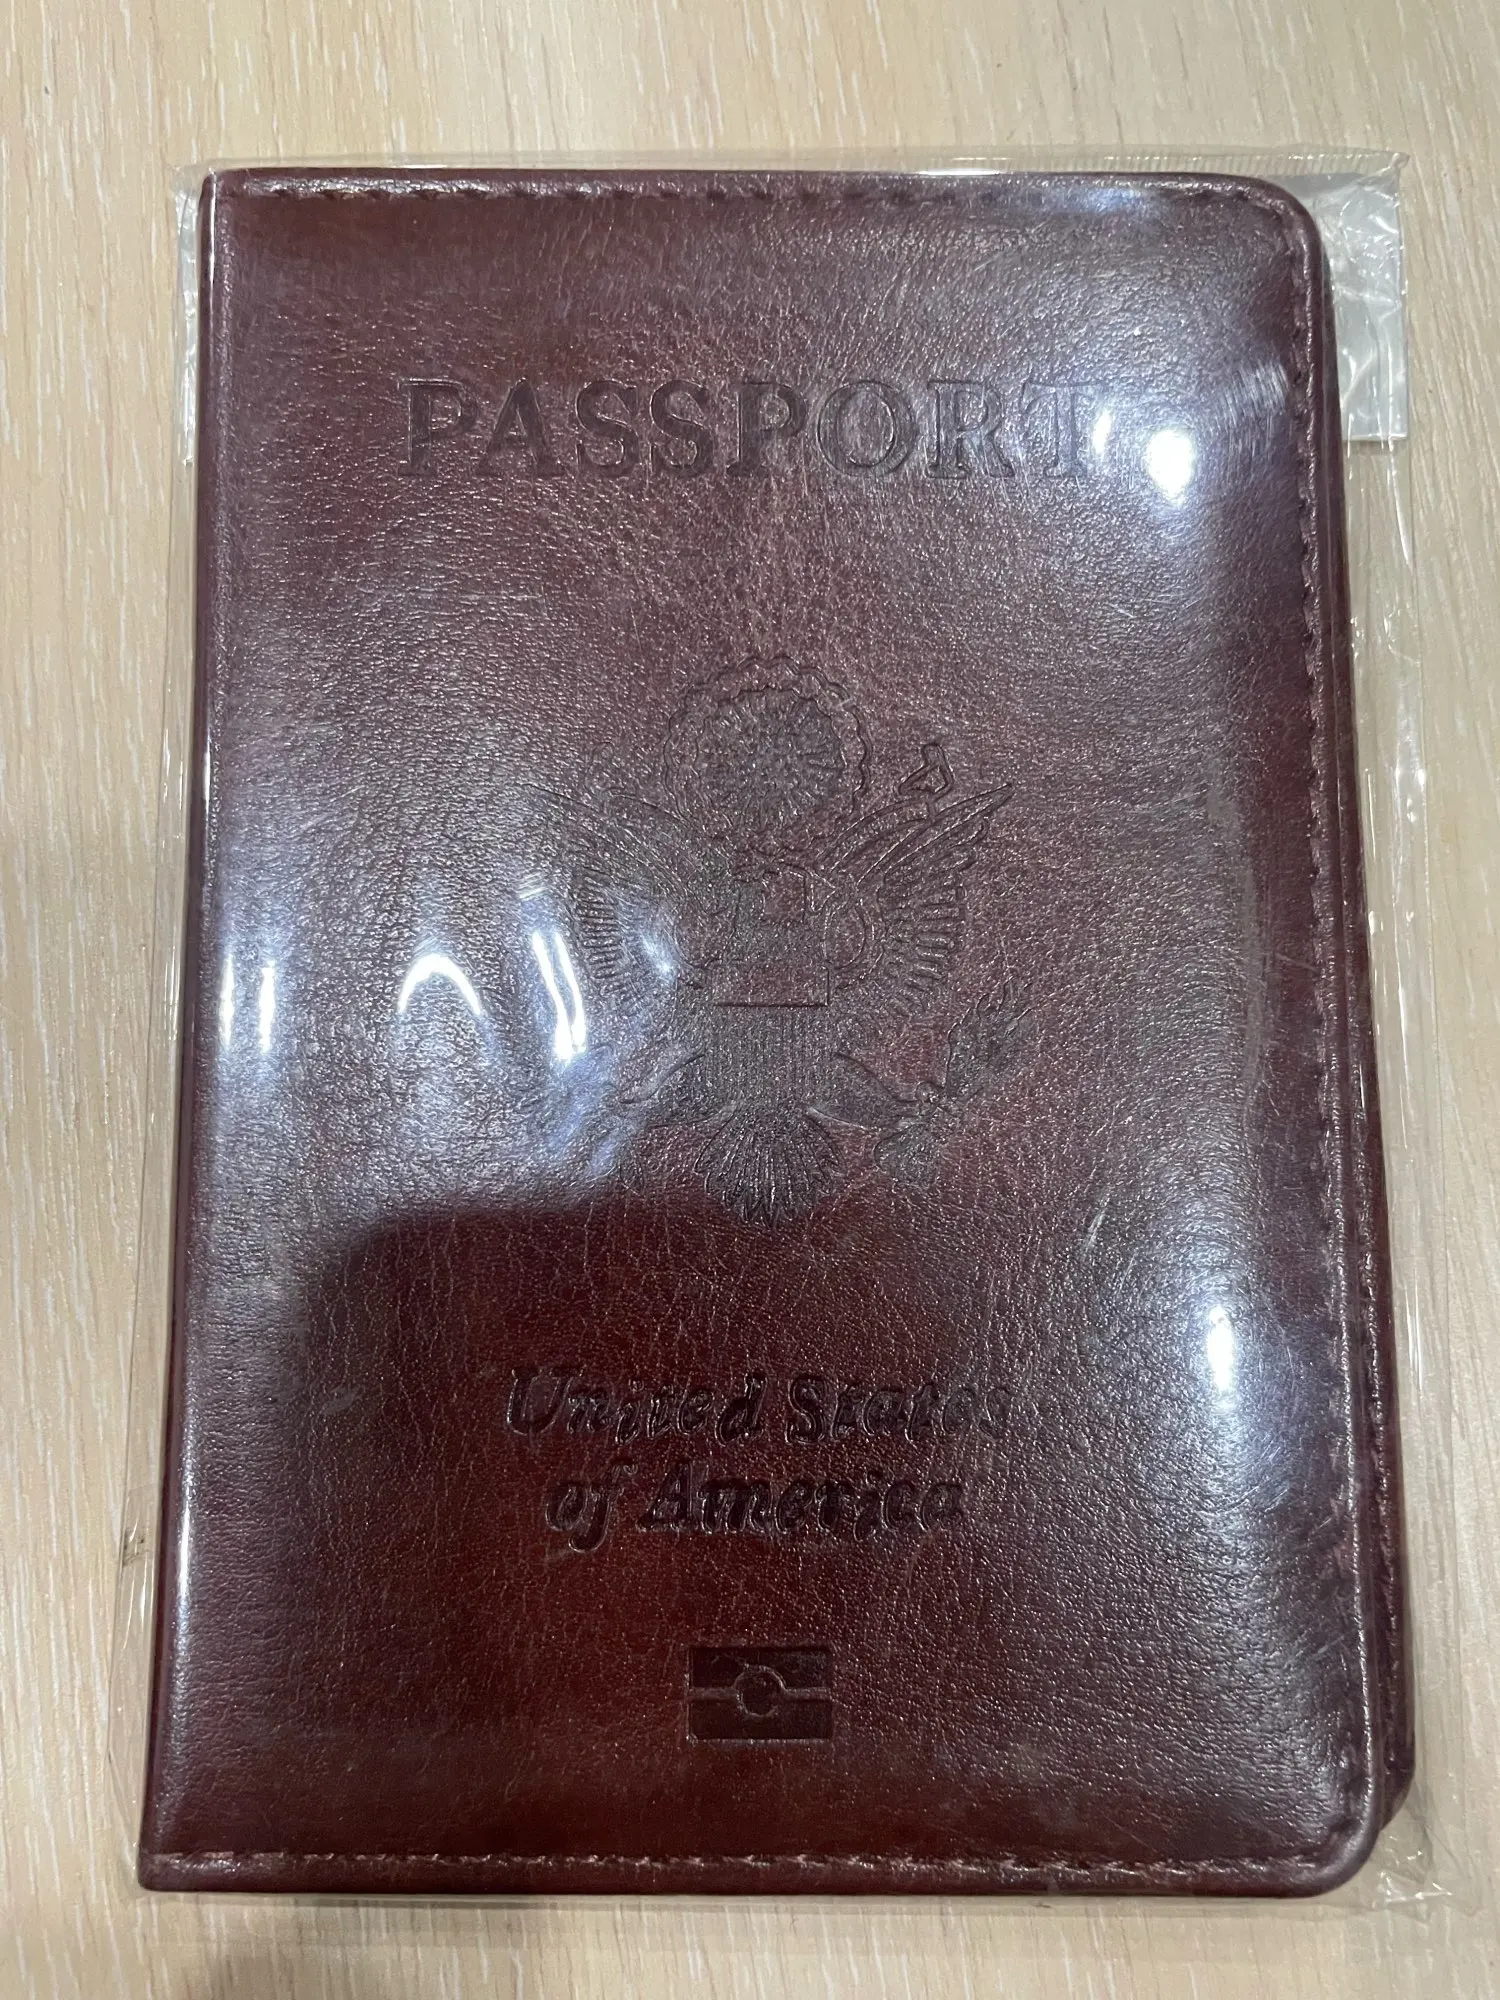 PASSPORT
United States
of America